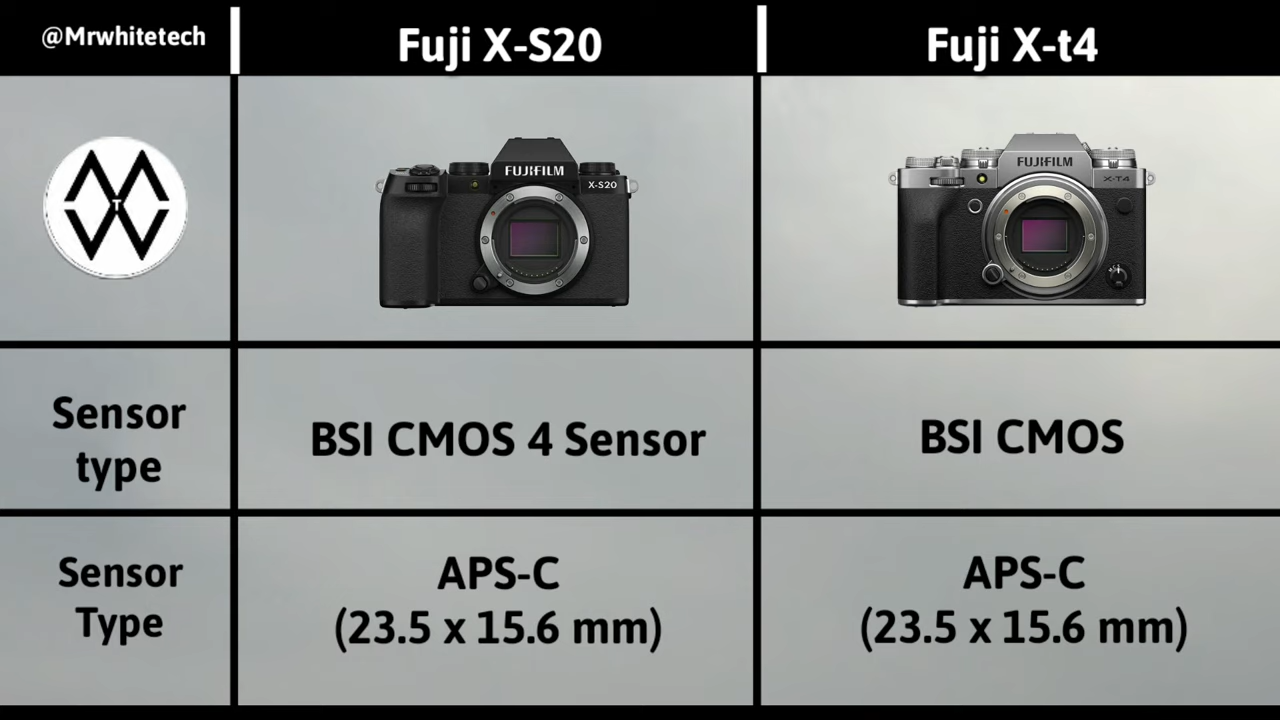 @Mrwhitetech
Fuji X-S20
Fuji X-t4
T
FUJIFILM
X-S20
FUJIFILM
X-T4
Sensor
type
BSI CMOS 4 Sensor
BSI CMOS
Sensor
Type
APS-C
(23.5 x 15.6 mm)
APS-C
(23.5 x 15.6 mm)